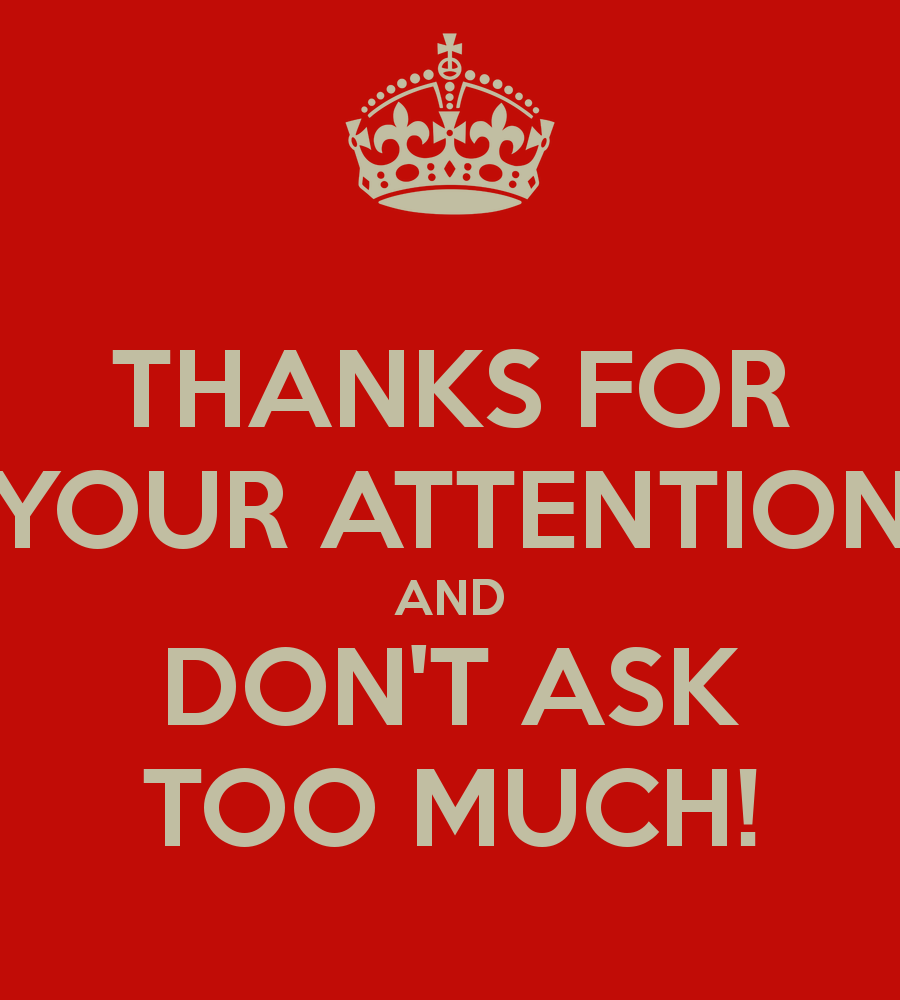 THANKS FOR
YOUR ATTENTION
AND
DON'T ASK
TOO MUCH!